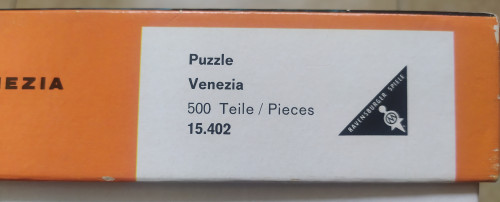 EZIA
Puzzle
Venezia
500 Teile / Pieces
15.402
RAVENSBURGER SPIELE